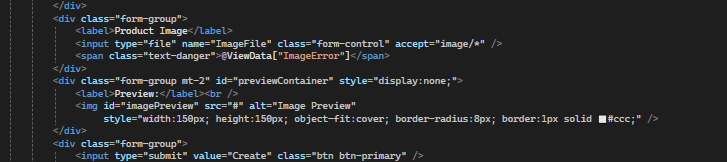 </div>
<div class="form-group">
<label>Product Image</label>
<input type="file" name="ImageFile" class="form-control" accept="image/*" />
<span class="text-danger">@ViewData["ImageError"]</span>
</div>
<div class="form-group mt-2" id="previewContainer" style="display:none;">
<label>Preview:</label><br />
<img id="imagePreview" src="#" alt="Image Preview"
style="width:150px; height:150px; object-fit:cover; border-radius:8px; border:1px solid #ccc;" />
</div>
<div class="form-group">
<input type="submit" value="Create" class="btn btn-primary" />